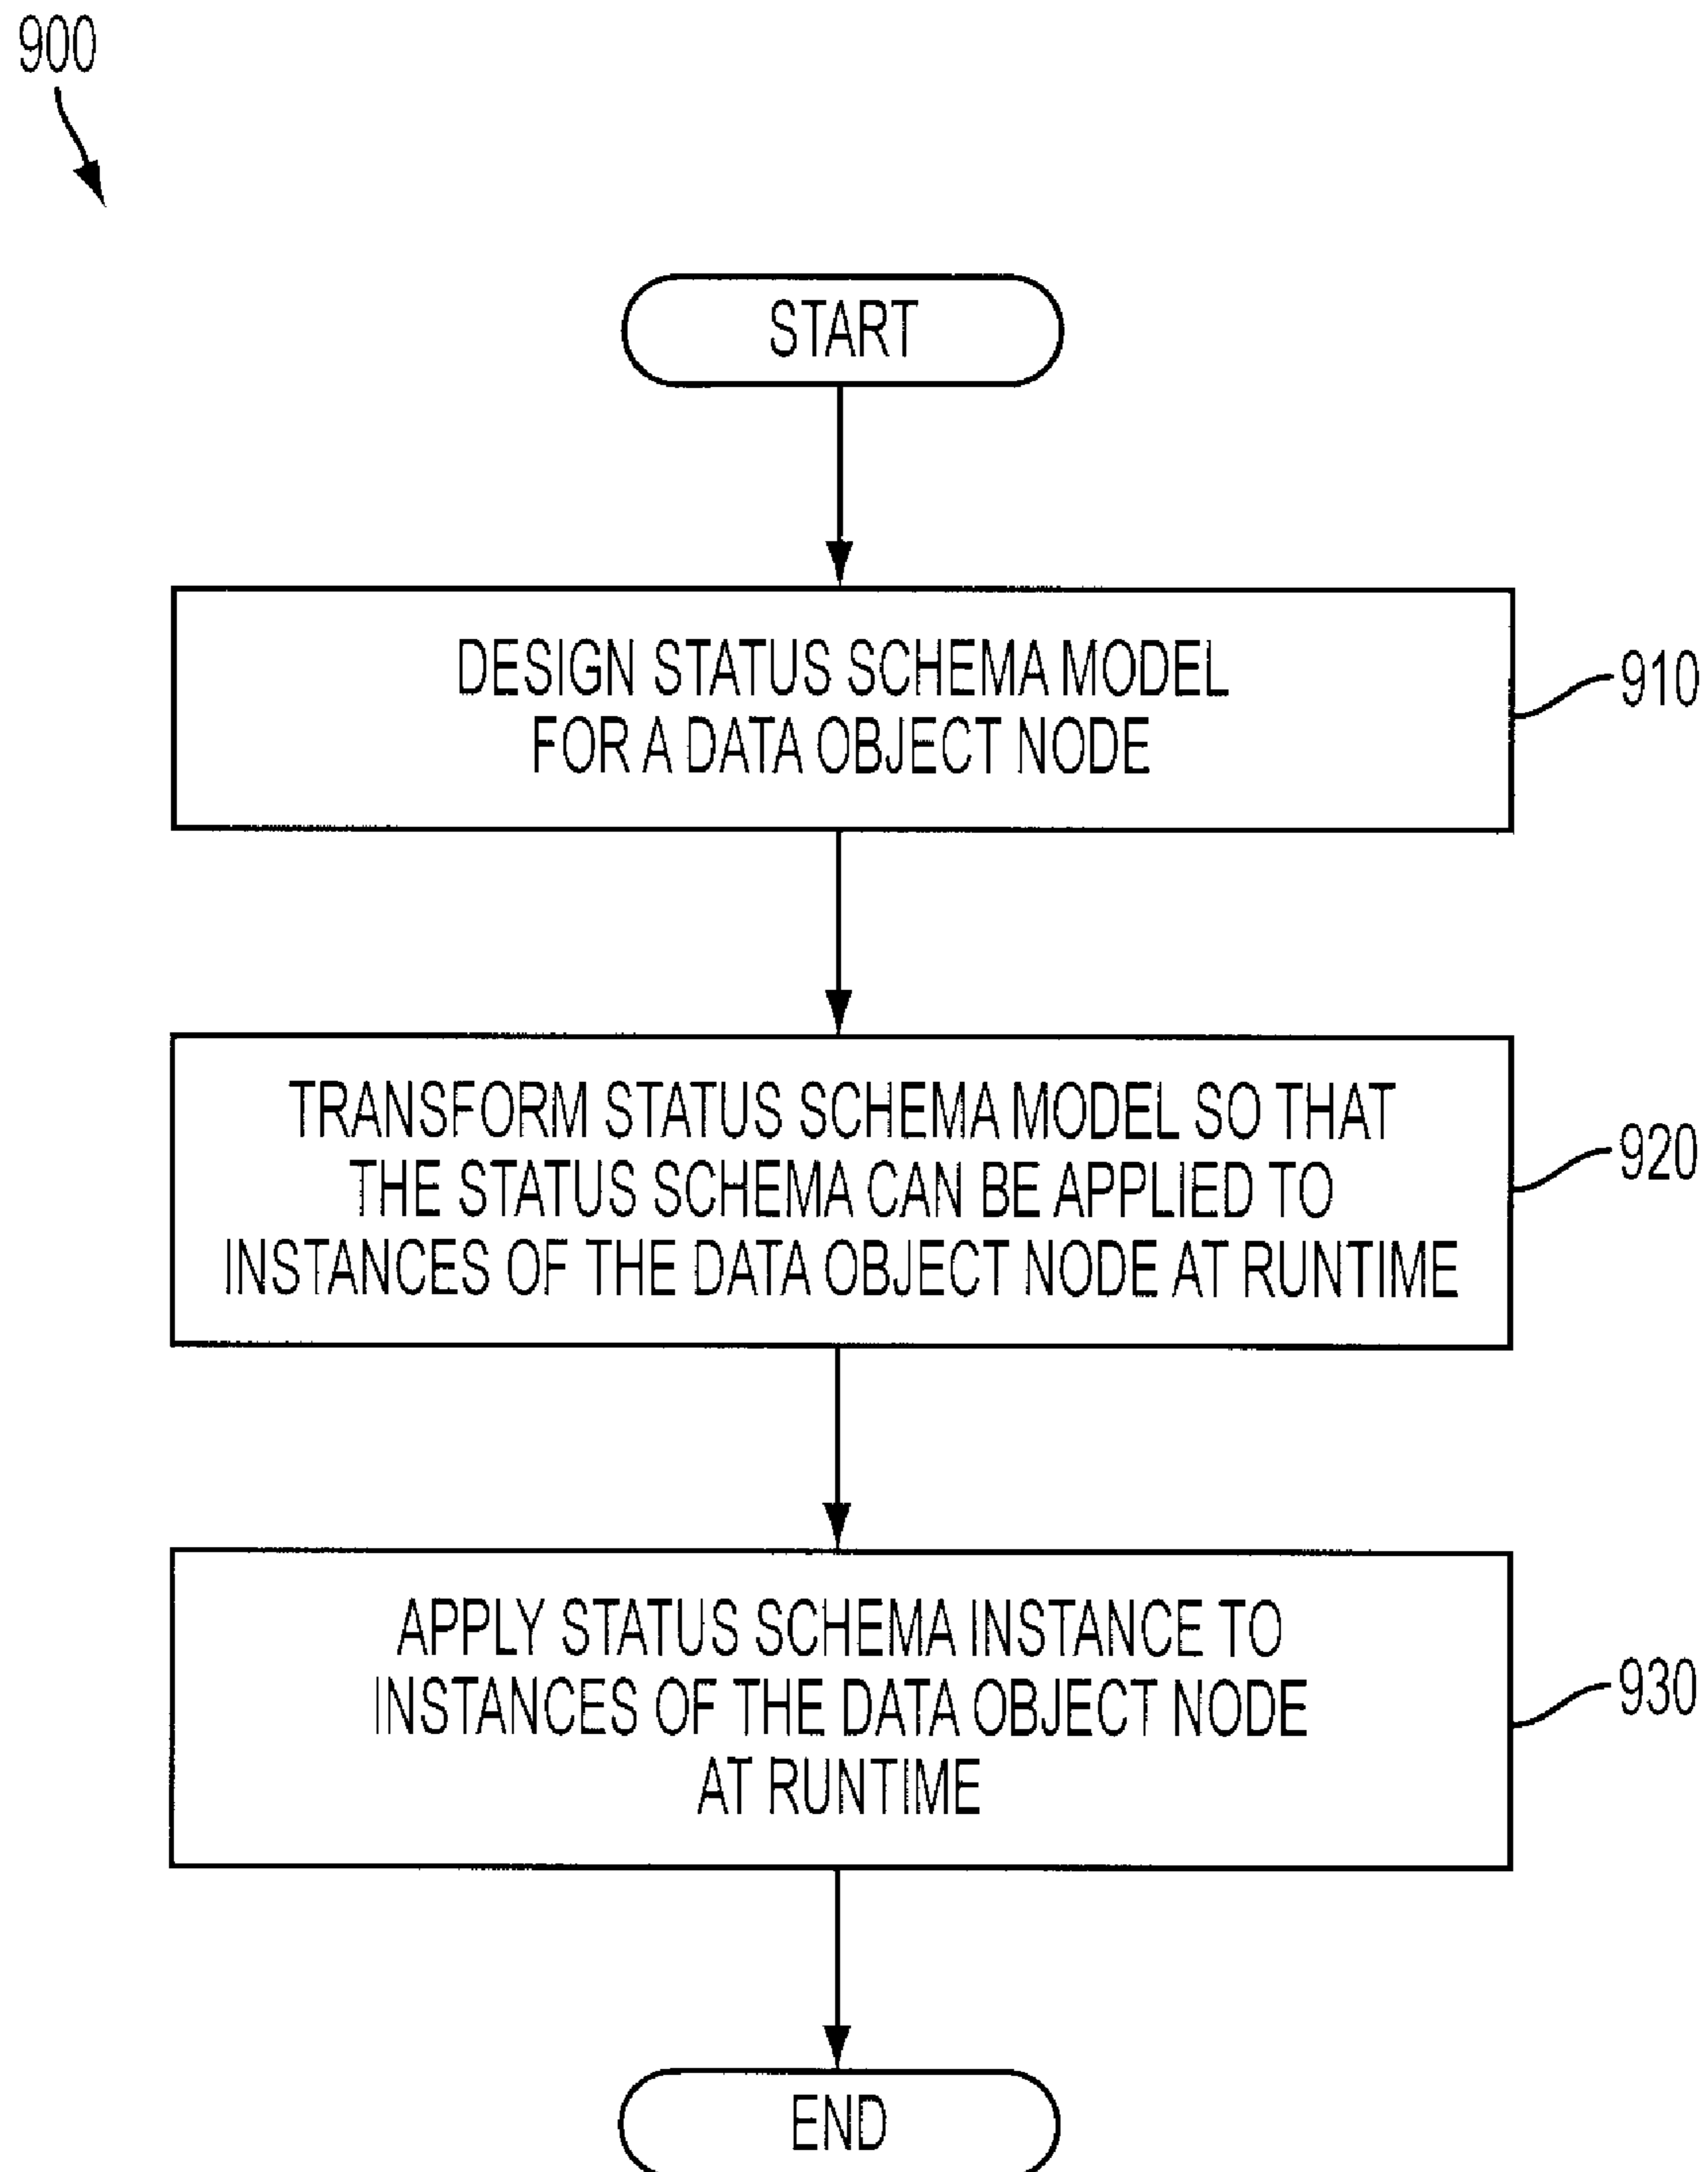 900
START
DESIGN STATUS SCHEMA MODEL
FOR A DATA OBJECT NODE
910
TRANSFORM STATUS SCHEMA MODEL SO THAT
THE STATUS SCHEMA CAN BE APPLIED TO
INSTANCES OF THE DATA OBJECT NODE AT RUNTIME
920
APPLY STATUS SCHEMA INSTANCE TO
INSTANCES OF THE DATA OBJECT NODE
AT RUNTIME
930
END